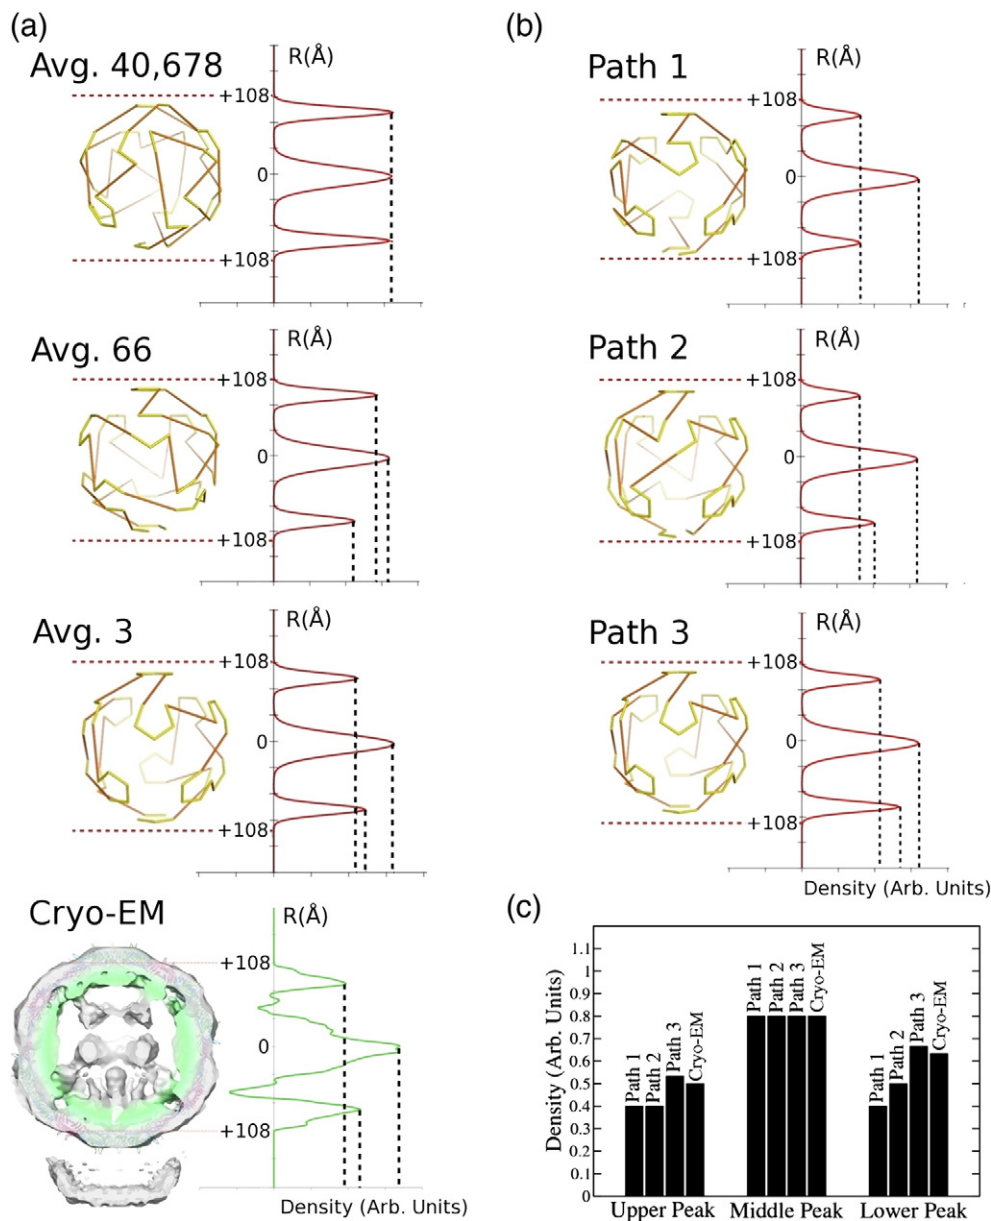 (a)
Avg. 40,678
R(Å)
+108
0
+108
Avg. 66
R(Å)
+108
0
+108
Avg. 3
R(Å)
+108
0
+108
Cryo-EM
R(Å)
+108
0
+108
Density (Arb. Units)
(b)
Path 1
R(Å)
+108
0
+108
Path 2
R(Å)
+108
0
+108
Path 3
R(Å)
+108
0
+108
Density (Arb. Units)
(c)
Density (Arb. Units)
1.1
1
0.9
0.8
0.7
0.6
0.5
0.4
0.3
0.2
0.1
0
Path 1
Path 2
Path 3
Cryo-EM
Path 1
Path 2
Path 3
Cryo-EM
Path 1
Path 2
Path 3
Cryo-EM
Upper Peak Middle Peak Lower Peak